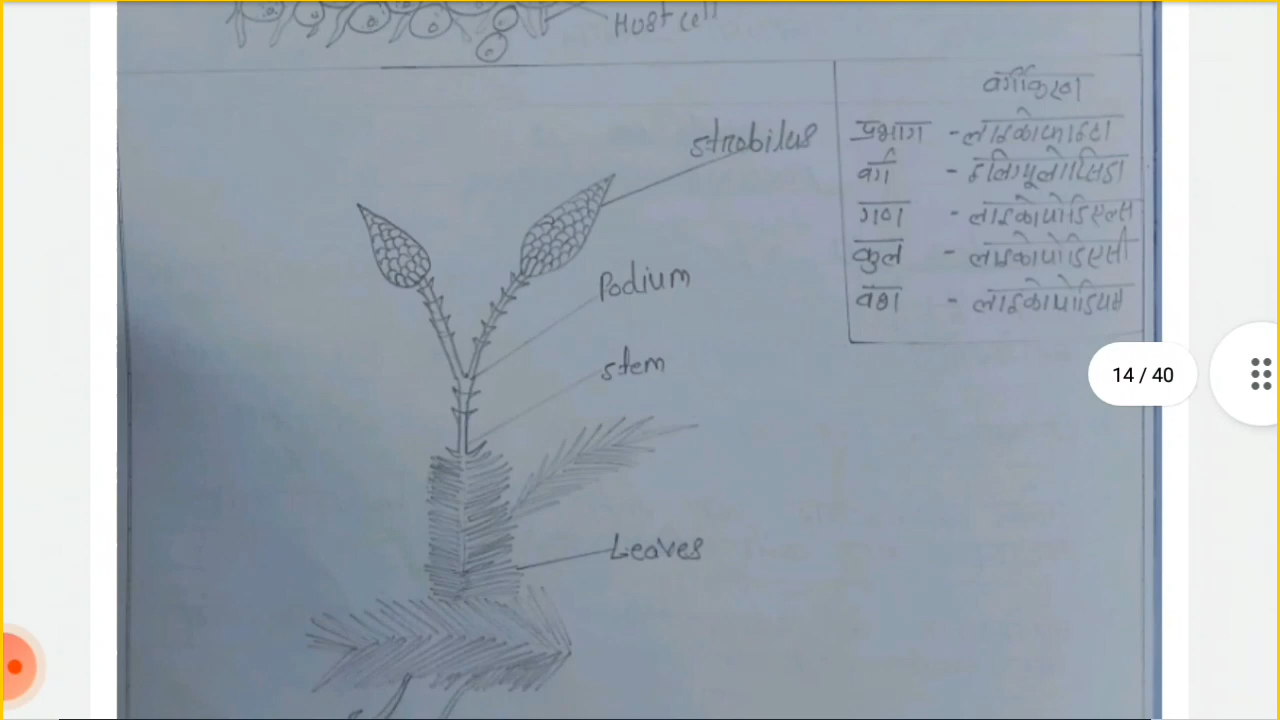 Host cell
वर्गीकरण
प्रभाग - लाइकोफाइटा
वर्ग - इलिग्यूलोप्सिडा
गण - लाइकोपोडिएल्स
कुल - लाइकोपोडिएसी
वंश - लाइकोपोडियम
strobilus
Podium
stem
Leaves
14 / 40